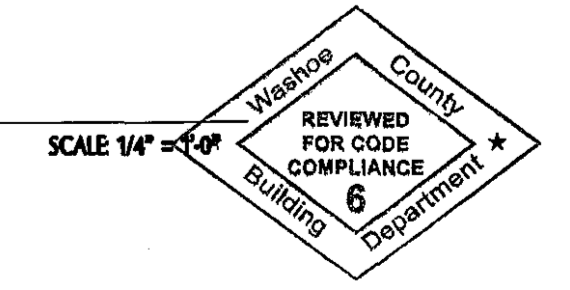 Washoe County
REVIEWED
FOR CODE
COMPLIANCE
6
Building Department
SCALE: 1/4" = 1'-0"